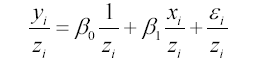 y_i/z_i = β_0 1/z_i + β_1 x_i/z_i + ε_i/z_i